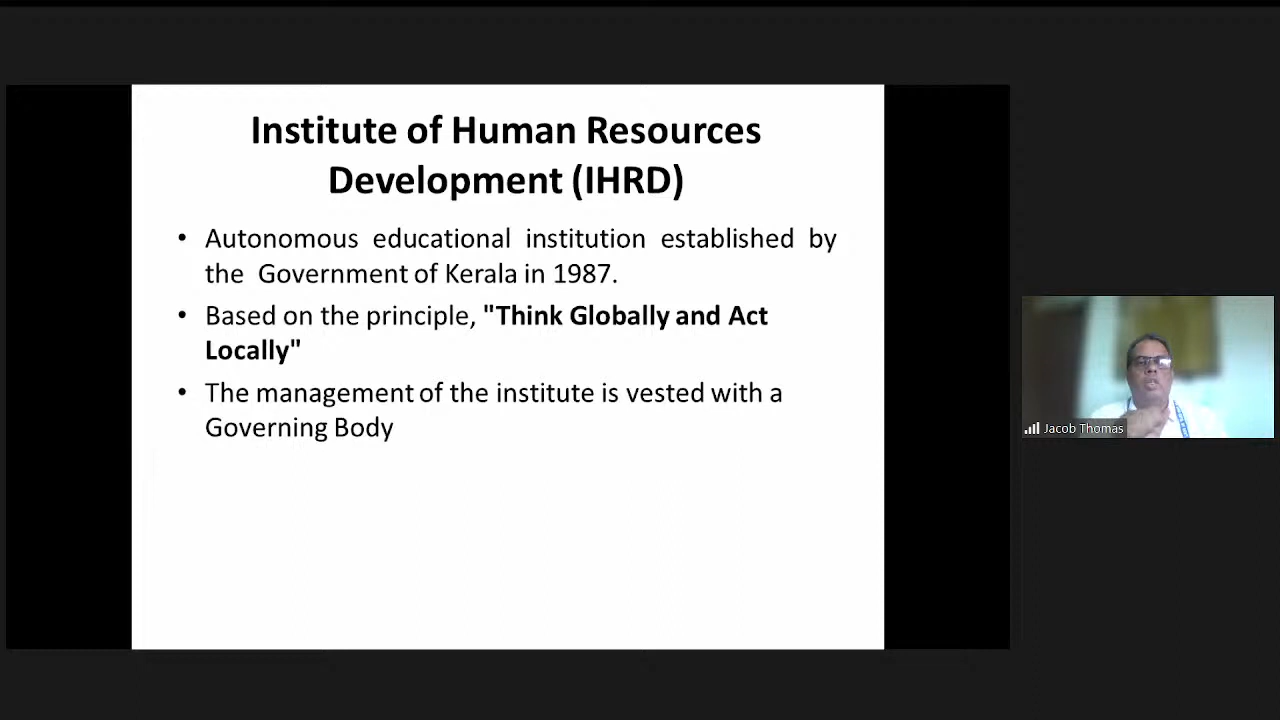 Institute of Human Resources
Development (IHRD)
• Autonomous educational institution established by
the Government of Kerala in 1987.
• Based on the principle, "Think Globally and Act
Locally"
• The management of the institute is vested with a
Governing Body
Jacob Thomas